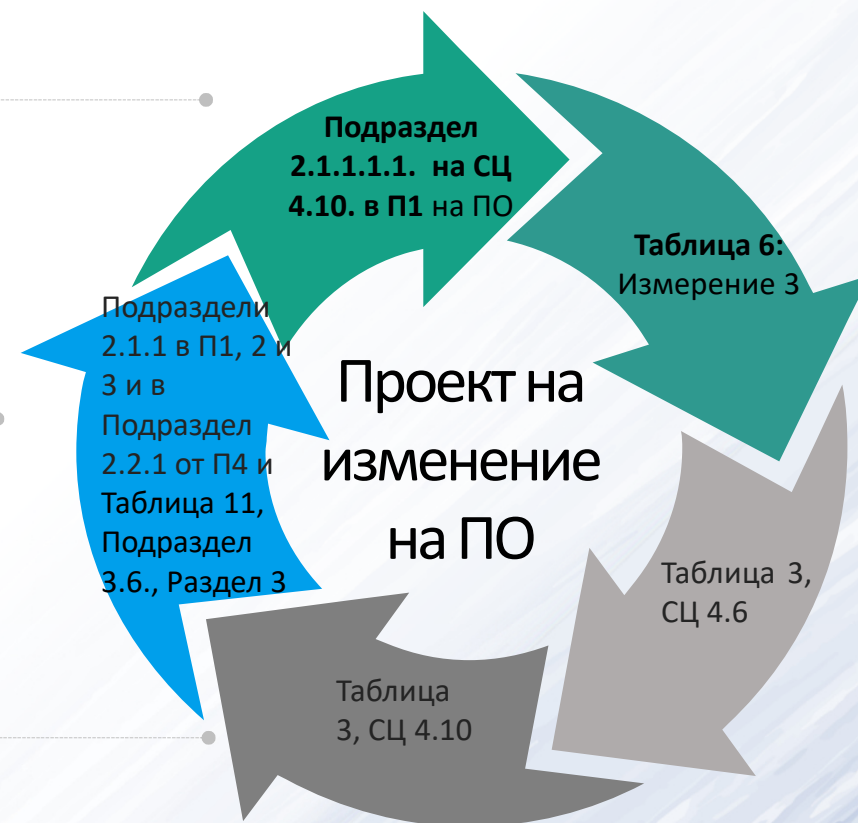 Подраздел
2.1.1.1.1. на СЦ
4.10. в П1 на ПО
Таблица 6:
Измерение 3
Подраздели
2.1.1 в П1, 2 и
3 и в
Подраздел
2.2.1 от П4 и
Таблица 11,
Подраздел
3.6., Раздел 3
Проект на
изменение
на ПО
Таблица 3,
СЦ 4.6
Таблица
3, СЦ 4.10